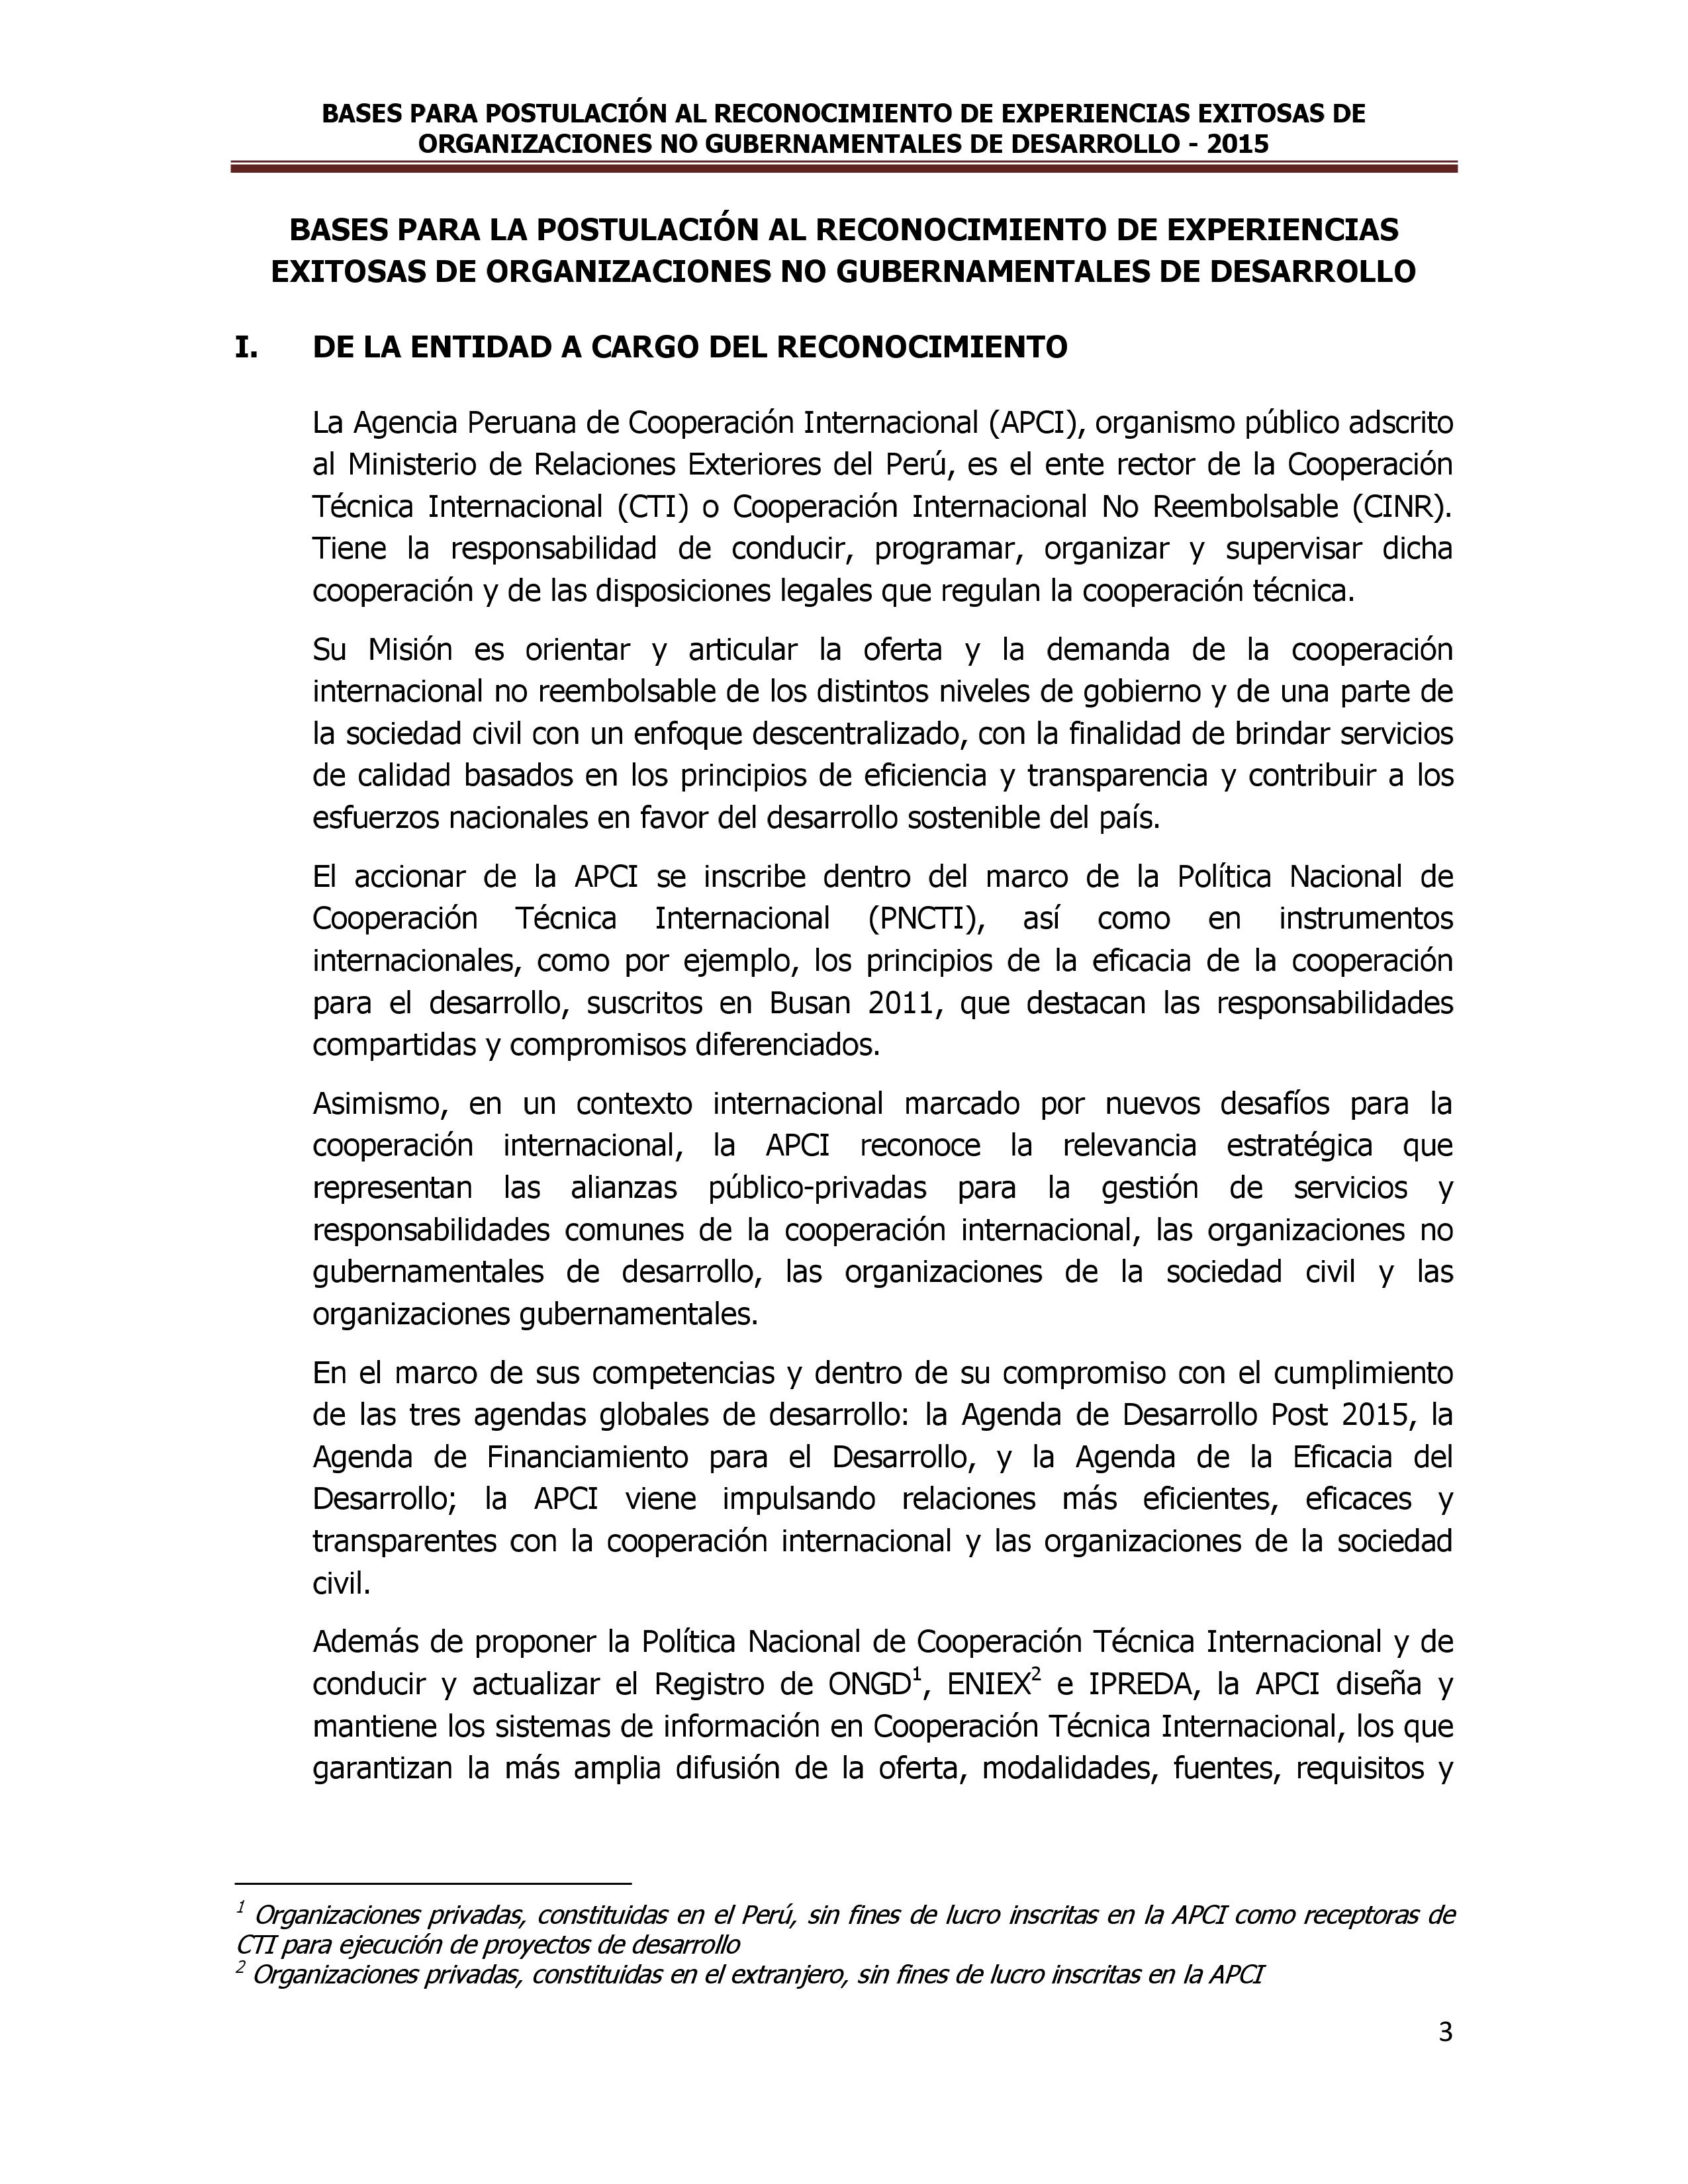 BASES PARA POSTULACIÓN AL RECONOCIMIENTO DE EXPERIENCIAS EXITOSAS DE
ORGANIZACIONES NO GUBERNAMENTALES DE DESARROLLO - 2015
BASES PARA LA POSTULACIÓN AL RECONOCIMIENTO DE EXPERIENCIAS
EXITOSAS DE ORGANIZACIONES NO GUBERNAMENTALES DE DESARROLLO
I. DE LA ENTIDAD A CARGO DEL RECONOCIMIENTO
La Agencia Peruana de Cooperación Internacional (APCI), organismo público adscrito
al Ministerio de Relaciones Exteriores del Perú, es el ente rector de la Cooperación
Técnica Internacional (CTI) o Cooperación Internacional No Reembolsable (CINR).
Tiene la responsabilidad de conducir, programar, organizar y supervisar dicha
cooperación y de las disposiciones legales que regulan la cooperación técnica.
Su Misión es orientar y articular la oferta y la demanda de la cooperación
internacional no reembolsable de los distintos niveles de gobierno y de una parte de
la sociedad civil con un enfoque descentralizado, con la finalidad de brindar servicios
de calidad basados en los principios de eficiencia y transparencia y contribuir a los
esfuerzos nacionales en favor del desarrollo sostenible del país.
El accionar de la APCI se inscribe dentro del marco de la Política Nacional de
Cooperación Técnica Internacional (PNCTI), así como en instrumentos
internacionales, como por ejemplo, los principios de la eficacia de la cooperación
para el desarrollo, suscritos en Busan 2011, que destacan las responsabilidades
compartidas y compromisos diferenciados.
Asimismo, en un contexto internacional marcado por nuevos desafíos para la
cooperación internacional, la APCI reconoce la relevancia estratégica que
representan las alianzas público-privadas para la gestión de servicios y
responsabilidades comunes de la cooperación internacional, las organizaciones no
gubernamentales de desarrollo, las organizaciones de la sociedad civil y las
organizaciones gubernamentales.
En el marco de sus competencias y dentro de su compromiso con el cumplimiento
de las tres agendas globales de desarrollo: la Agenda de Desarrollo Post 2015, la
Agenda de Financiamiento para el Desarrollo, y la Agenda de la Eficacia del
Desarrollo; la APCI viene impulsando relaciones más eficientes, eficaces y
transparentes con la cooperación internacional y las organizaciones de la sociedad
civil.
Además de proponer la Política Nacional de Cooperación Técnica Internacional y de
conducir y actualizar el Registro de ONGD¹, ENIEX² e IPREDA, la APCI diseña y
mantiene los sistemas de información en Cooperación Técnica Internacional, los que
garantizan la más amplia difusión de la oferta, modalidades, fuentes, requisitos y
¹ Organizaciones privadas, constituidas en el Perú, sin fines de lucro inscritas en la APCI como receptoras de
CTI para ejecución de proyectos de desarrollo
² Organizaciones privadas, constituidas en el extranjero, sin fines de lucro inscritas en la APCI
3